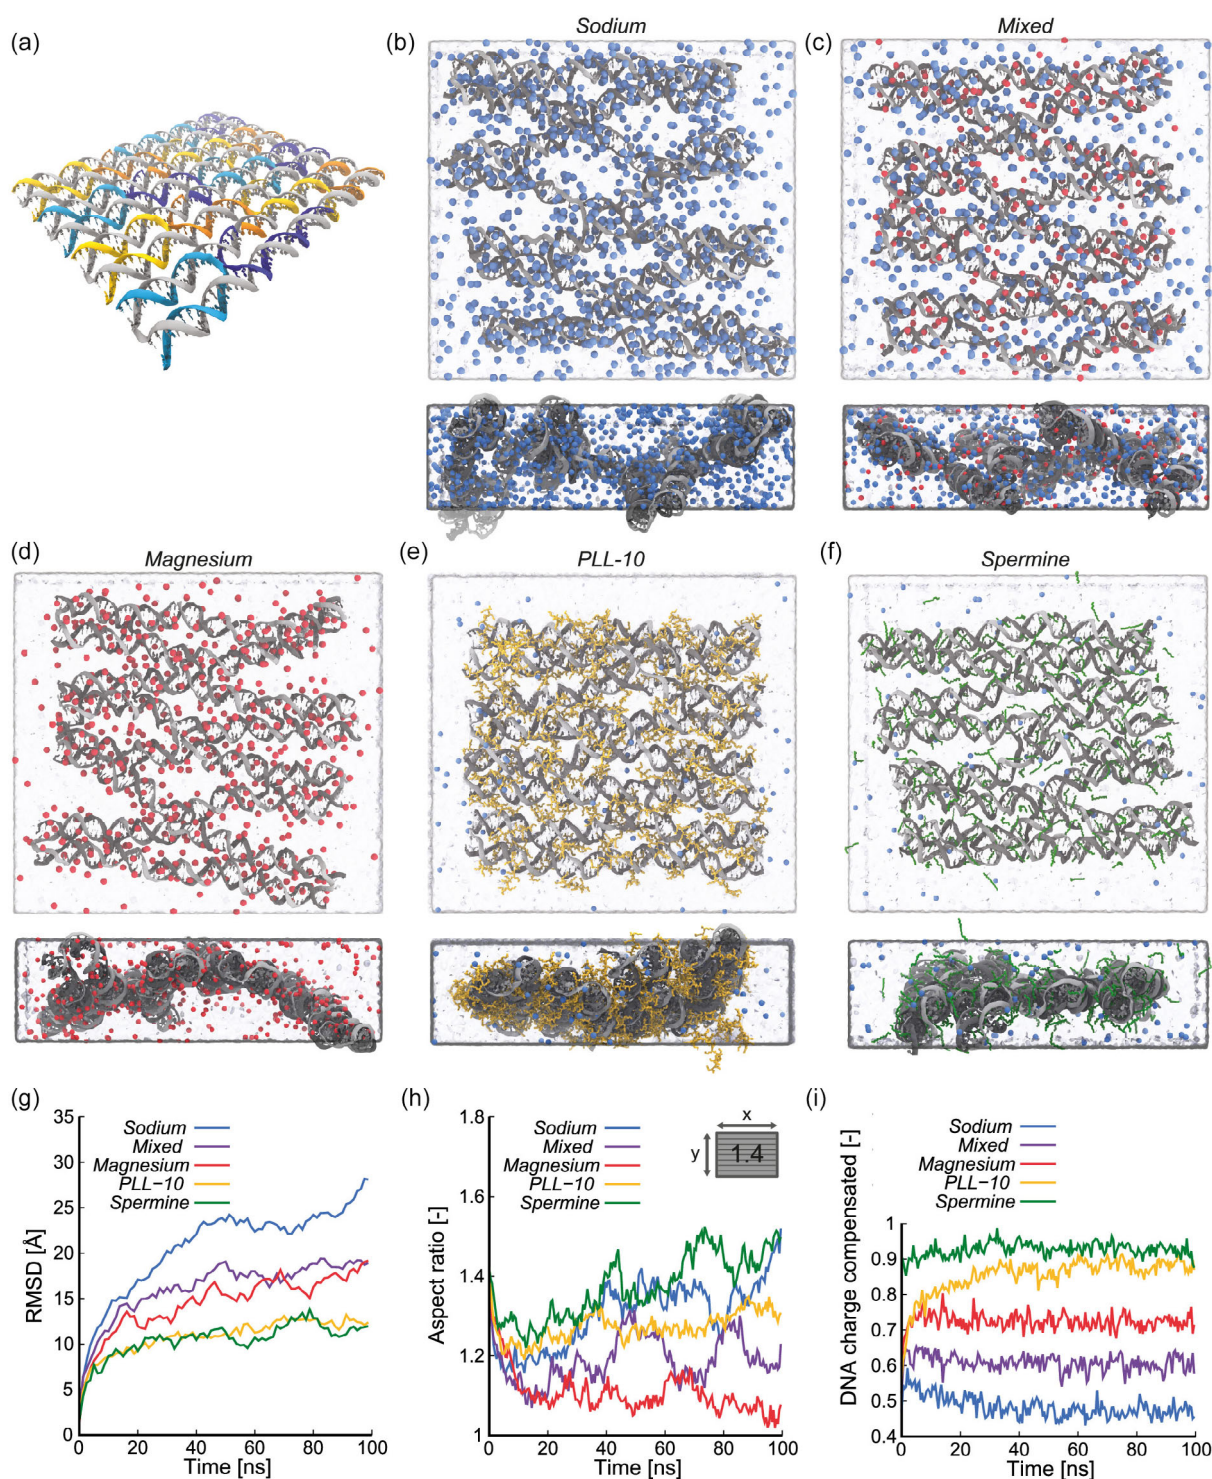 (a)
(b)
Sodium
(c)
Mixed
(d)
Magnesium
(e)
PLL-10
(f)
Spermine
(g)
35
30
25
20
15
10
5
0
RMSD [Å]
Sodium
Mixed
Magnesium
PLL-10
Spermine
0 20 40 60 80 100
Time [ns]
(h)
1.8
1.6
1.4
1.2
1
Aspect ratio [-]
Sodium
Mixed
Magnesium
PLL-10
Spermine
x
y
1.4
0 20 40 60 80 100
Time [ns]
(i)
DNA charge compensated [-]
Sodium
Mixed
Magnesium
PLL-10
Spermine
1
0.9
0.8
0.7
0.6
0.5
0.4
0 20 40 60 80 100
Time [ns]